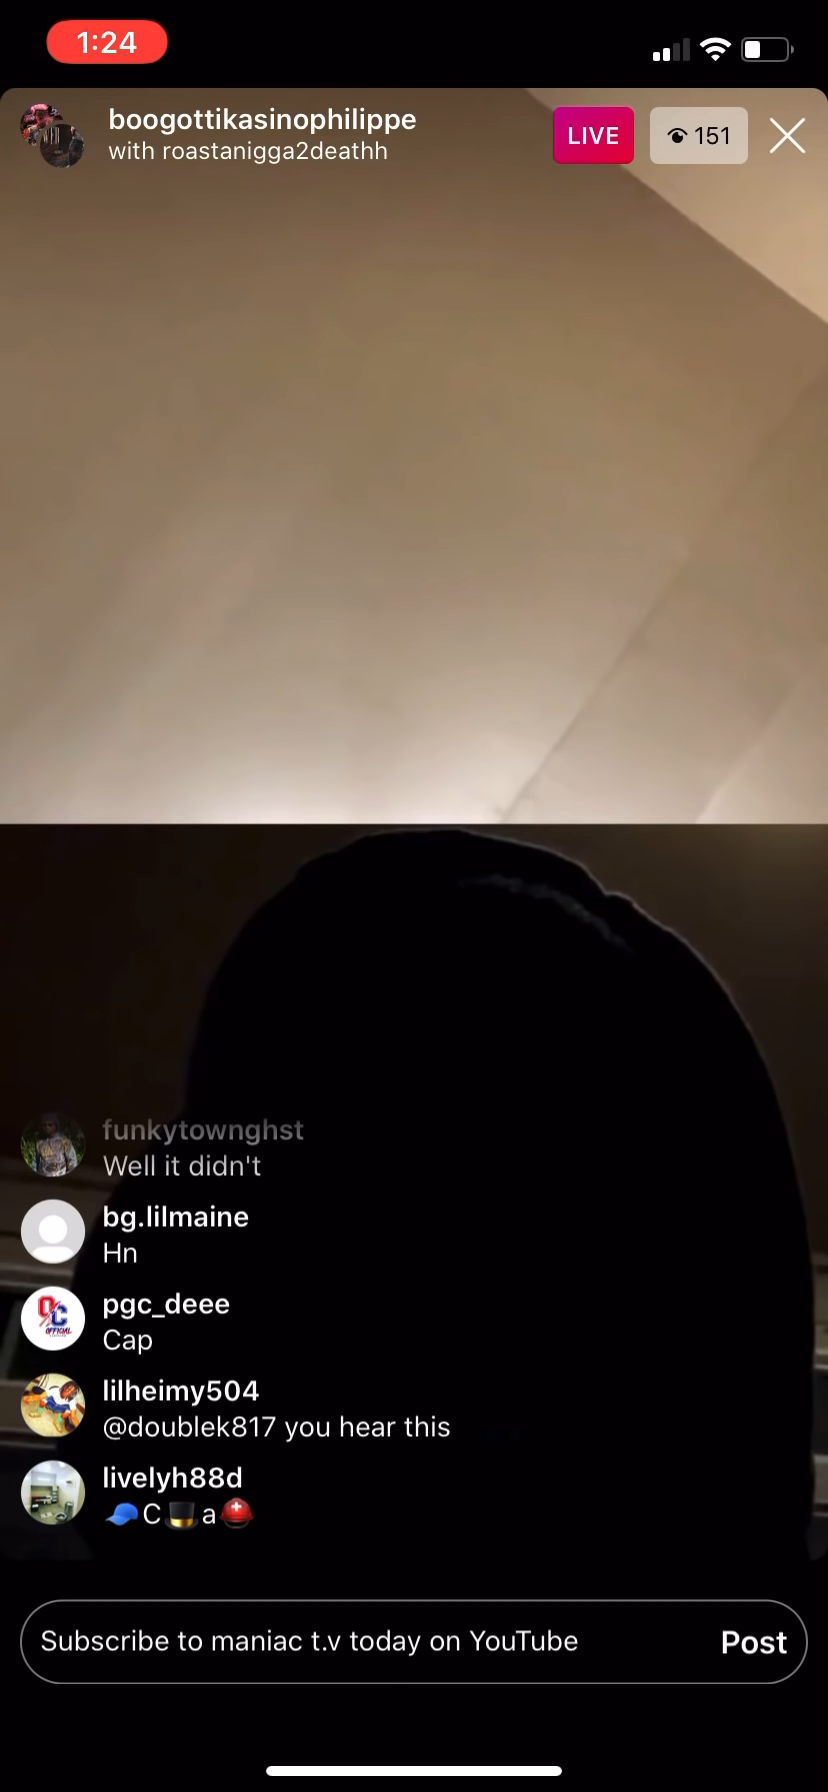 1:24
boogottikasinophilippe
with roastanigga2deathh
LIVE
151
funkytownghst
Well it didn't
bg.lilmaine
Hn
pgc_deee
OFFICIAL
Cap
lilheimy504
@doublek817 you hear this
livelyh88d
🧢C🎩a⛑️
Subscribe to maniac t.v today on YouTube
Post